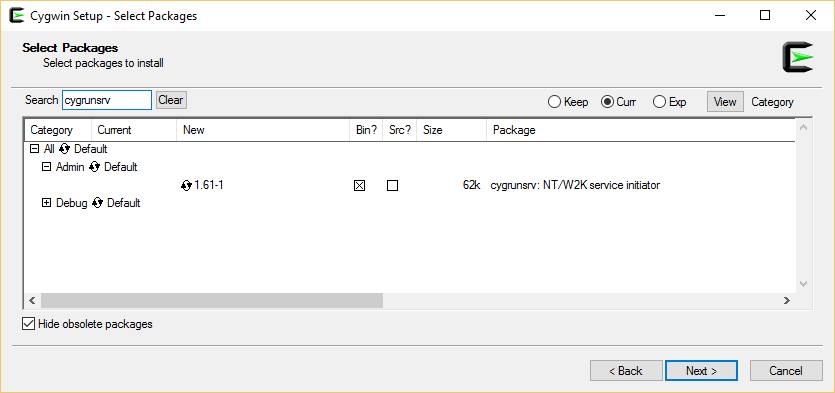 Cygwin Setup - Select Packages
Select Packages
Select packages to install
Search cygrunsrv Clear Keep Curr Exp View Category
Category Current New Bin? Src? Size Package
All Default
Admin Default
1.61-1 62k cygrunsrv: NT/W2K service initiator
Debug Default
Hide obsolete packages
< Back Next > Cancel